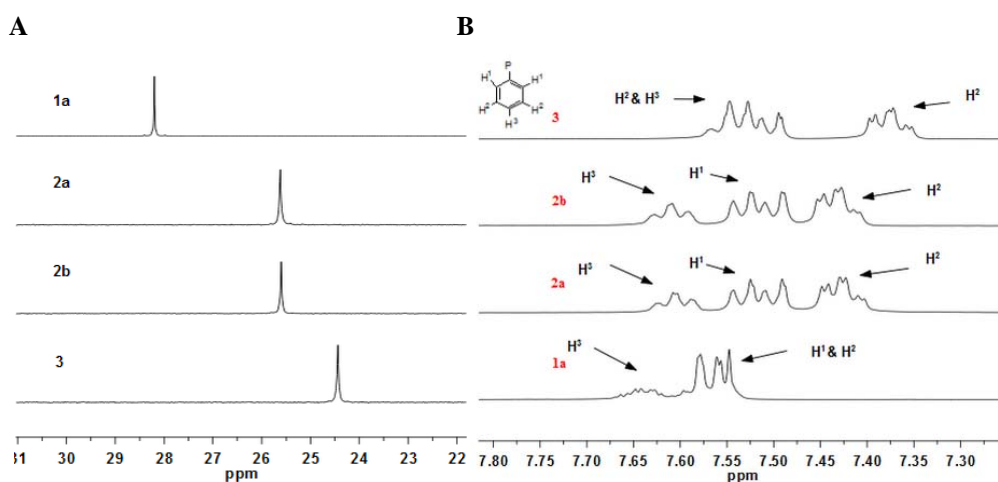 A
B
1a
2a
2b
3
31 30 29 28 27 26 25 24 23 22
ppm
P
H¹ H¹
H² H²
H³
3
H² & H³
H²
H³
H¹
2b
H²
H³
H¹
2a
H²
H³
1a
H¹ & H²
7.80 7.75 7.70 7.65 7.60 7.55 7.50 7.45 7.40 7.35 7.30
ppm